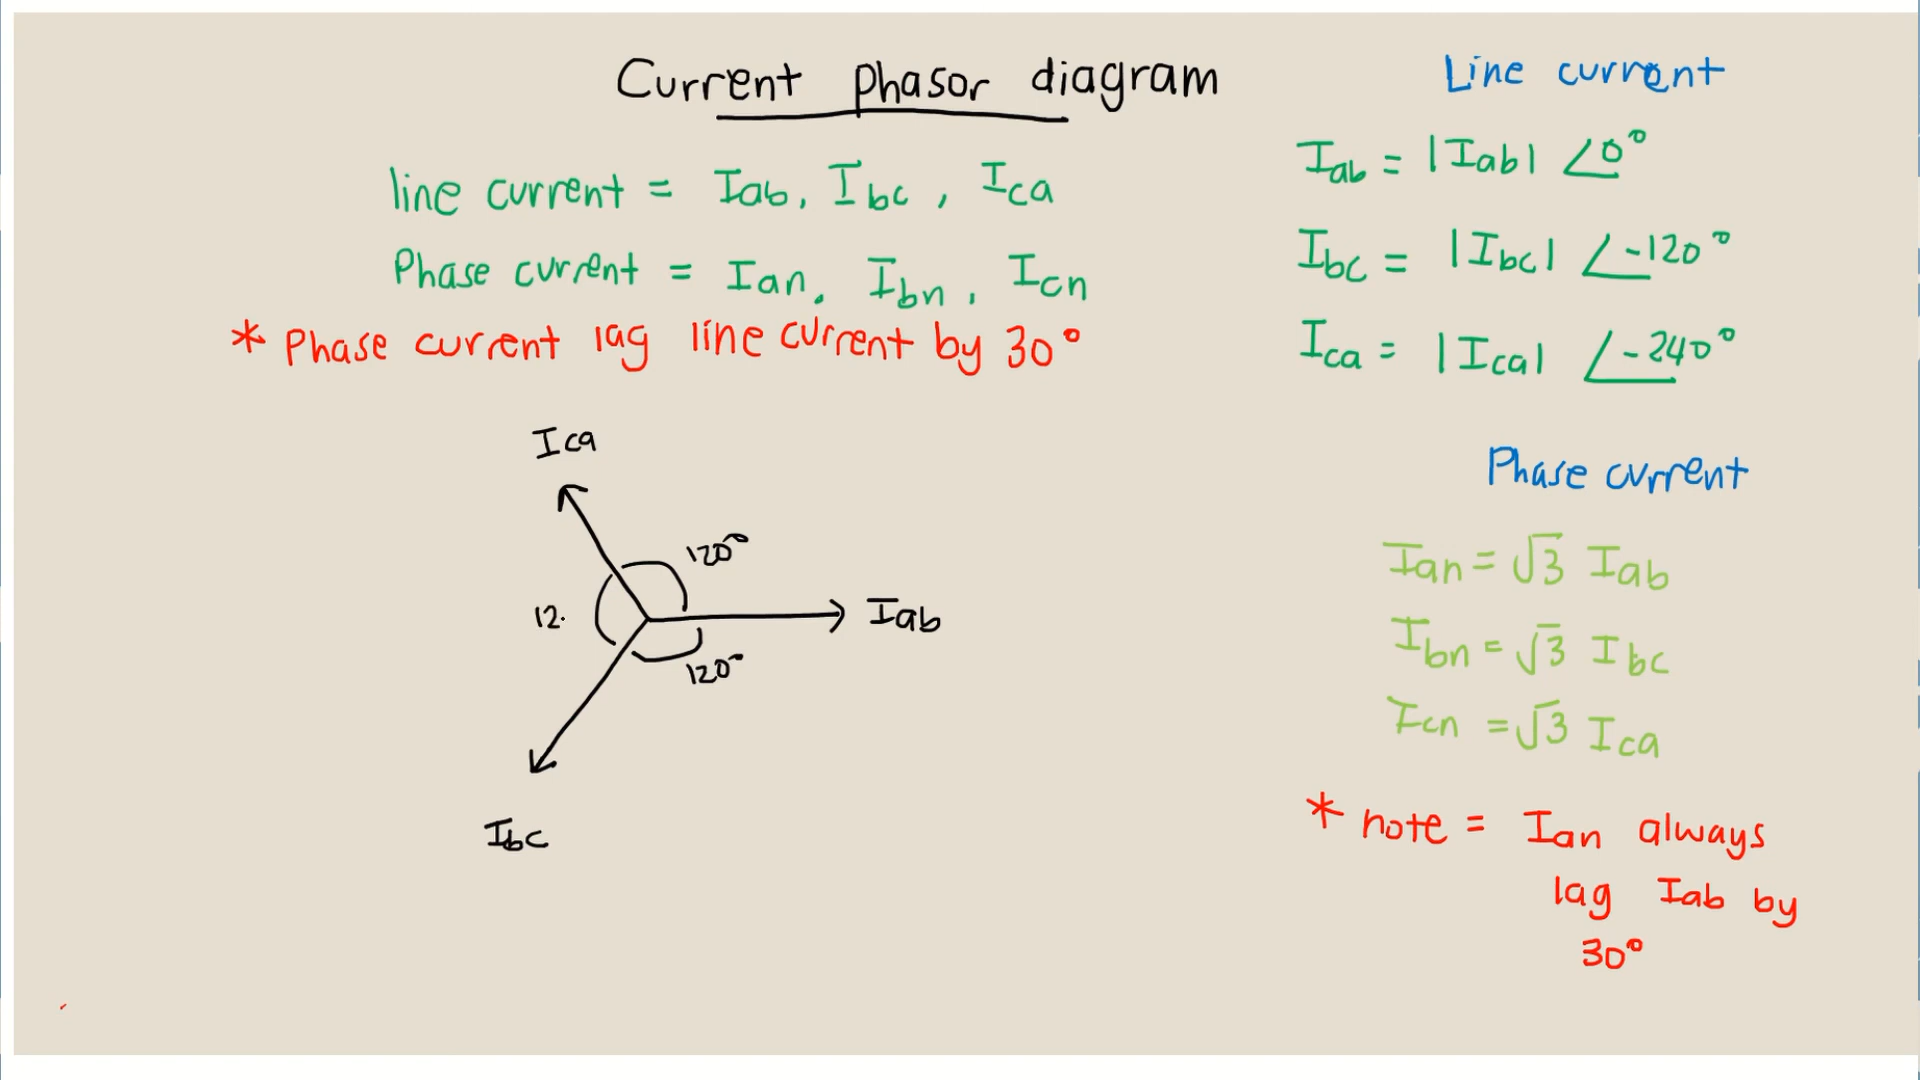 Current phasor diagram
line current = Iab, Ibc, Ica
Phase current = Ian, Ibn, Icn
* Phase current lag line current by 30°
Ica
120°
12.
Iab
120°
Ibc
Line current
Iab = |Iab| ∠0°
Ibc = |Ibc| ∠-120°
Ica = |Ica| ∠-240°
Phase current
Ian = √3 Iab
Ibn = √3 Ibc
Icn = √3 Ica
* note = Ian always
lag Iab by
30°